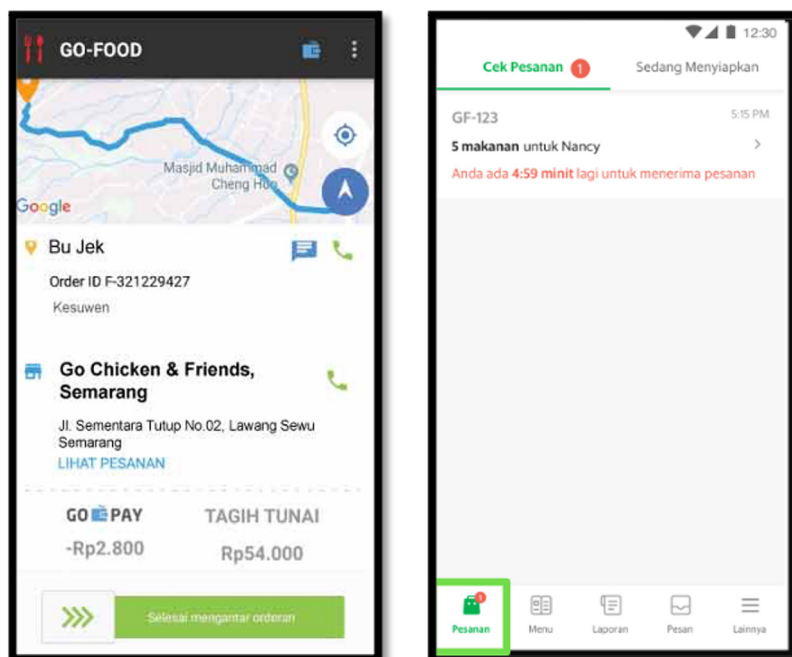 GO-FOOD
Masjid Muhammad
Cheng Hoo
Google
Bu Jek
Order ID F-321229427
Kesuwen
Go Chicken & Friends,
Semarang
Jl. Sementara Tutup No.02, Lawang Sewu
Semarang
LIHAT PESANAN
GO PAY
TAGIH TUNAI
-Rp2.800
Rp54.000
Selesai mengantar orderan
12:30
Cek Pesanan 1
Sedang Menyiapkan
GF-123
5:15 PM
5 makanan untuk Nancy
Anda ada 4:59 minit lagi untuk menerima pesanan
1
Pesanan
Menu
Laporan
Pesan
Lainnya